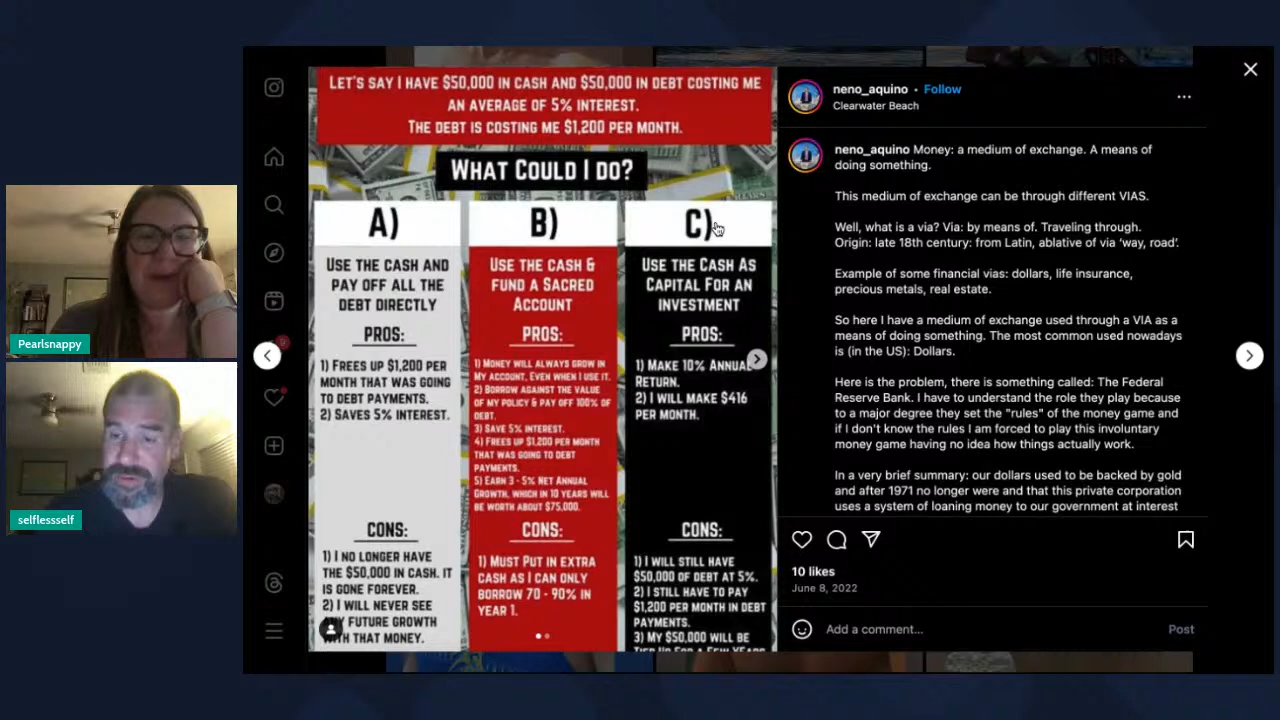 LET'S SAY I HAVE $50,000 IN CASH AND $50,000 IN DEBT COSTING ME
AN AVERAGE OF 5% INTEREST.
THE DEBT IS COSTING ME $1,200 PER MONTH.
WHAT COULD I DO?
A)
USE THE CASH AND
PAY OFF ALL THE
DEBT DIRECTLY
PROS:
1) FREES UP $1,200 PER
MONTH THAT WAS GOING
TO DEBT PAYMENTS.
2) SAVES 5% INTEREST.
CONS:
1) I NO LONGER HAVE
THE $50,000 IN CASH. IT
IS GONE FOREVER.
2) I WILL NEVER SEE
ANY FUTURE GROWTH
WITH THAT MONEY.
B)
USE THE CASH &
FUND A SACRED
ACCOUNT
PROS:
1) MONEY WILL ALWAYS GROW IN
MY ACCOUNT, EVEN WHEN I USE IT.
2) BORROW AGAINST THE VALUE
OF MY POLICY & PAY OFF 100% OF
DEBT.
3) SAVE 5% INTEREST.
4) FREES UP $1,200 PER MONTH
THAT WAS GOING TO DEBT
PAYMENTS.
5) EARN 3 - 5% NET ANNUAL
GROWTH, WHICH IN 10 YEARS WILL
BE WORTH ABOUT $75,000.
CONS:
1) MUST PUT IN EXTRA
CASH AS I CAN ONLY
BORROW 70 - 90% IN
YEAR 1.
C)
USE THE CASH AS
CAPITAL FOR AN
INVESTMENT
PROS:
1) MAKE 10% ANNUAL
RETURN.
2) I WILL MAKE $416
PER MONTH.
CONS:
1) I WILL STILL HAVE
$50,000 OF DEBT AT 5%.
2) I STILL HAVE TO PAY
$1,200 PER MONTH IN DEBT
PAYMENTS.
3) MY $50,000 WILL BE
TIED UP FOR A FEW YEARS
neno_aquino • Follow
Clearwater Beach
neno_aquino Money: a medium of exchange. A means of
doing something.
This medium of exchange can be through different VIAS.
Well, what is a via? Via: by means of. Traveling through.
Origin: late 18th century: from Latin, ablative of via 'way, road'.
Example of some financial vias: dollars, life insurance,
precious metals, real estate.
So here I have a medium of exchange used through a VIA as a
means of doing something. The most common used nowadays
is (in the US): Dollars.
Here is the problem, there is something called: The Federal
Reserve Bank. I have to understand the role they play because
to a major degree they set the "rules" of the money game and
if I don't know the rules I am forced to play this involuntary
money game having no idea how things actually work.
In a very brief summary: our dollars used to be backed by gold
and after 1971 no longer were and that this private corporation
uses a system of loaning money to our government at interest
10 likes
June 8, 2022
Add a comment...
Post
Pearlsnappy
selflessself